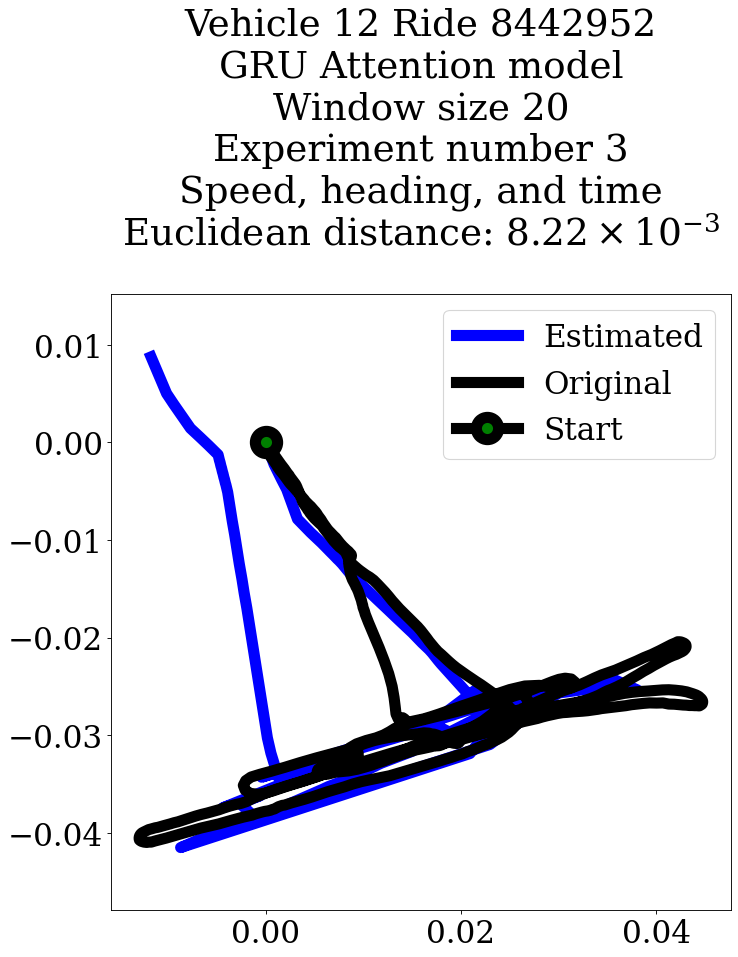 Vehicle 12 Ride 8442952
GRU Attention model
Window size 20
Experiment number 3
Speed, heading, and time
Euclidean distance: 8.22 × 10⁻³
Estimated
Original
Start
0.01
0.00
−0.01
−0.02
−0.03
−0.04
0.00 0.02 0.04